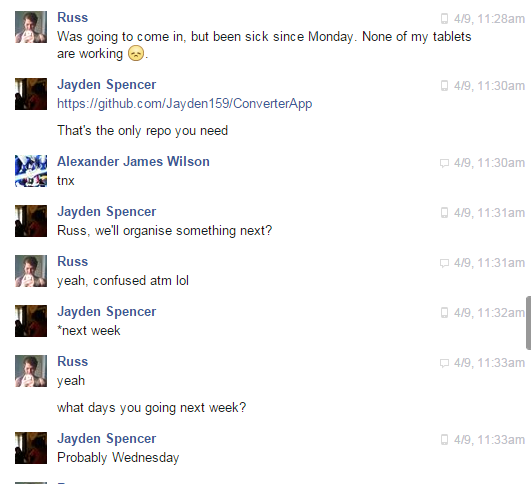 Russ 4/9, 11:28am
Was going to come in, but been sick since Monday. None of my tablets
are working 😞.
Jayden Spencer 4/9, 11:30am
https://github.com/Jayden159/ConverterApp
That's the only repo you need
Alexander James Wilson 4/9, 11:30am
tnx
Jayden Spencer 4/9, 11:31am
Russ, we'll organise something next?
Russ 4/9, 11:31am
yeah, confused atm lol
Jayden Spencer 4/9, 11:32am
*next week
Russ 4/9, 11:33am
yeah
what days you going next week?
Jayden Spencer 4/9, 11:33am
Probably Wednesday